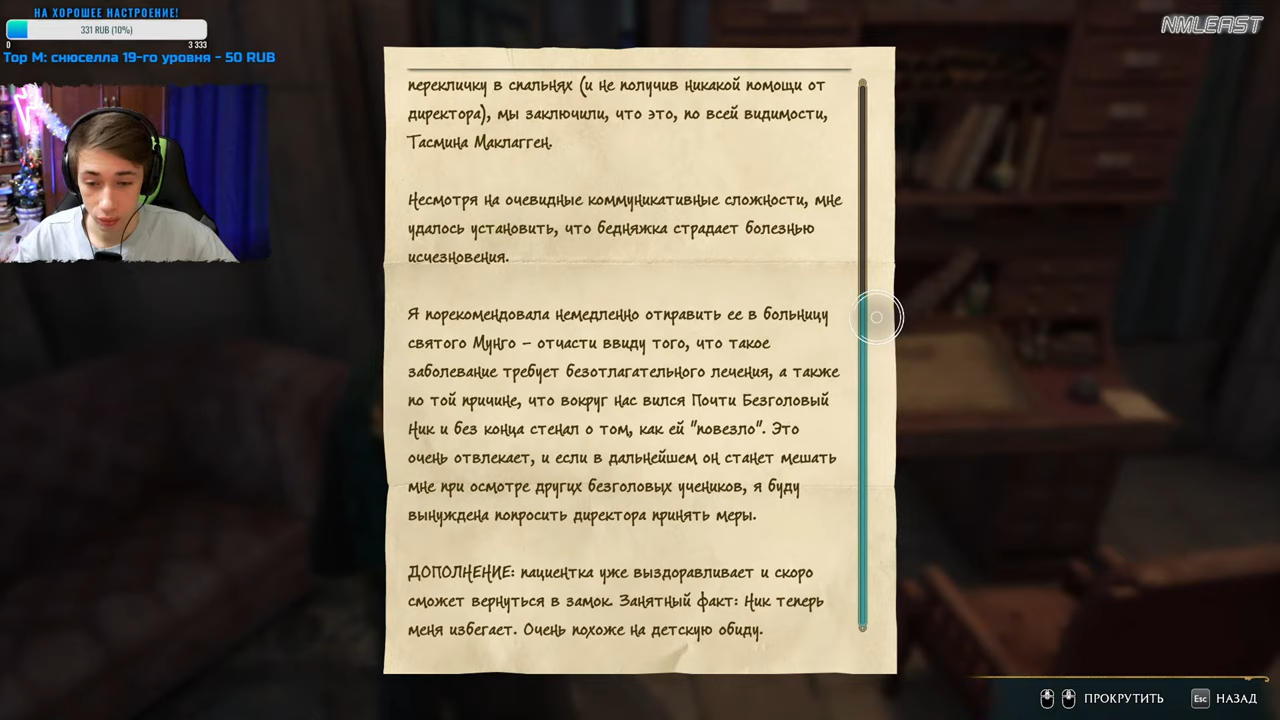 НА ХОРОШЕЕ НАСТРОЕНИЕ!
331 RUB (10%)
0 3 333
Top M: снюселла 19-го уровня - 50 RUB
NMLEAST
перекличку в спальнях (и не получив никакой помощи от
директора), мы заключили, что это, по всей видимости,
Тасмина Маклагген.
Несмотря на очевидные коммуникативные сложности, мне
удалось установить, что бедняжка страдает болезнью
исчезновения.
Я порекомендовала немедленно отправить ее в больницу
святого Мунго – отчасти ввиду того, что такое
заболевание требует безотлагательного лечения, а также
по той причине, что вокруг нас вился Почти Безголовый
Ник и без конца стенал о том, как ей "повезло". Это
очень отвлекает, и если в дальнейшем он станет мешать
мне при осмотре других безголовых учеников, я буду
вынуждена попросить директора принять меры.
ДОПОЛНЕНИЕ: пациентка уже выздоравливает и скоро
сможет вернуться в замок. Занятный факт: Ник теперь
меня избегает. Очень похоже на детскую обиду.
ПРОКРУТИТЬ Esc НАЗАД